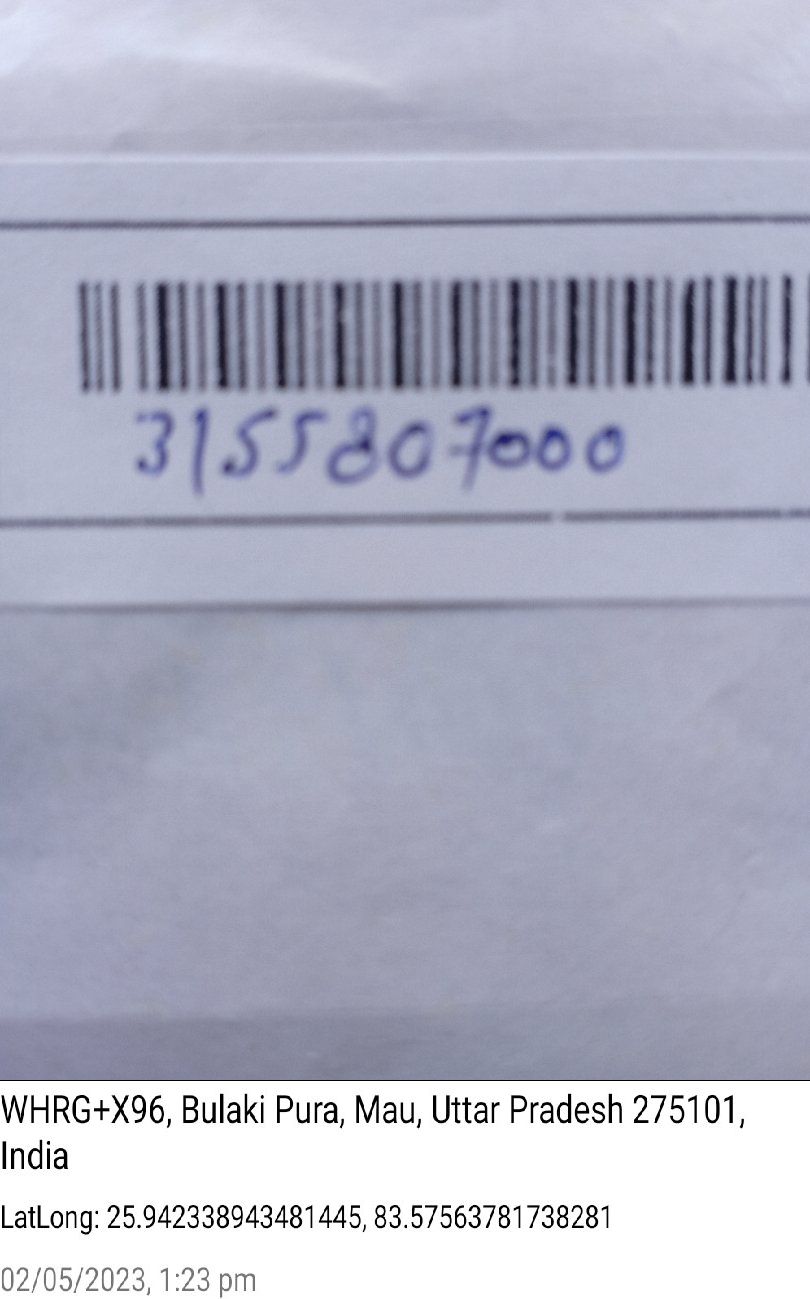 3155807000
WHRG+X96, Bulaki Pura, Mau, Uttar Pradesh 275101,
India
LatLong: 25.942338943481445, 83.57563781738281
02/05/2023, 1:23 pm